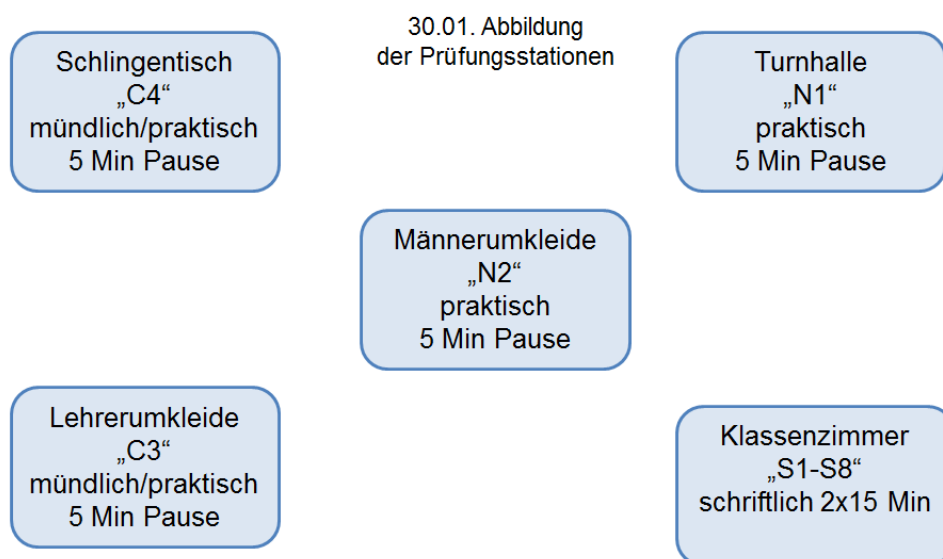 30.01. Abbildung
der Prüfungsstationen
Schlingentisch
„C4“
mündlich/praktisch
5 Min Pause
Turnhalle
„N1“
praktisch
5 Min Pause
Männerumkleide
„N2“
praktisch
5 Min Pause
Lehrerumkleide
„C3“
mündlich/praktisch
5 Min Pause
Klassenzimmer
„S1-S8“
schriftlich 2x15 Min